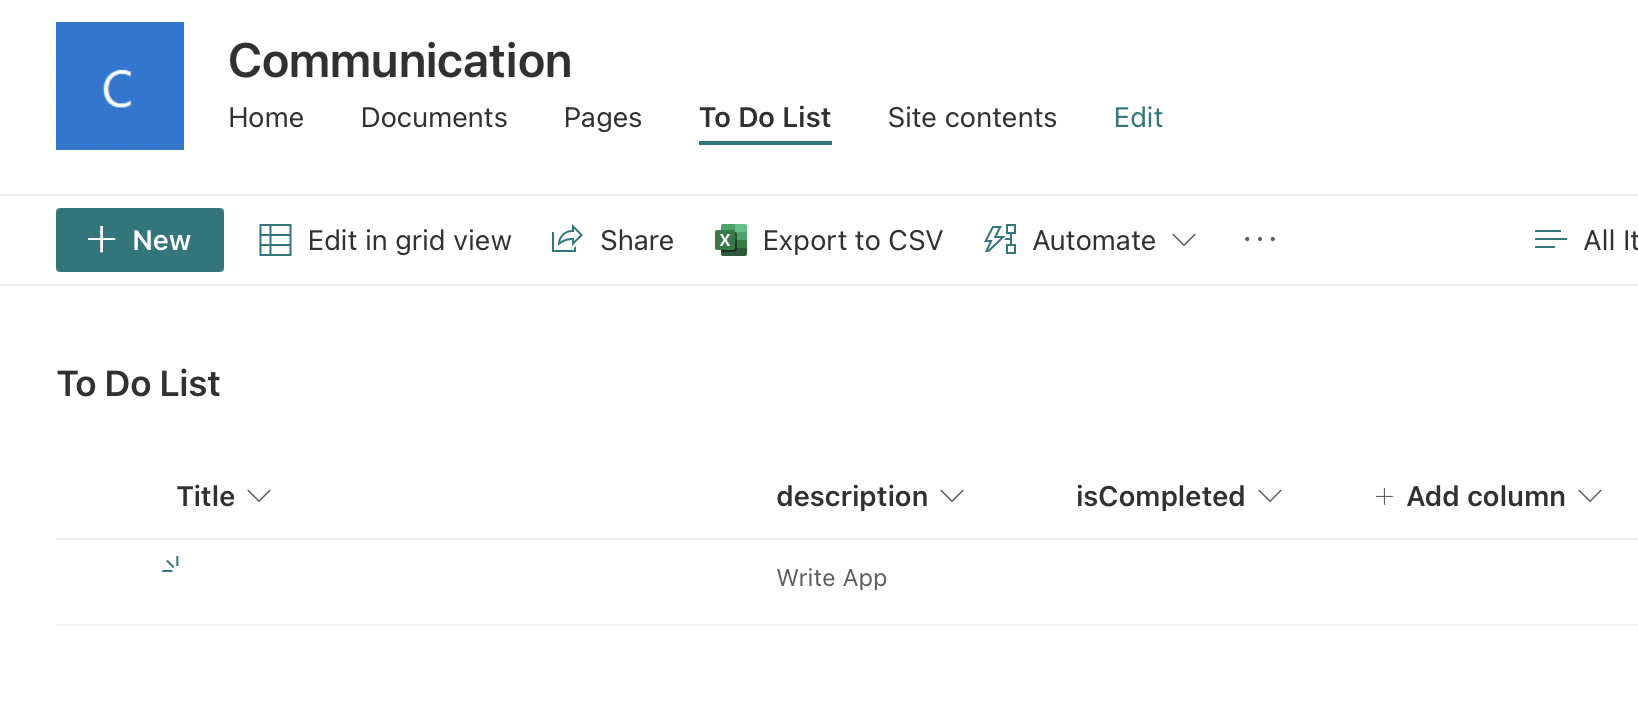 C
Communication
Home Documents Pages To Do List Site contents Edit
New Edit in grid view Share Export to CSV Automate ... All It
To Do List
Title description isCompleted + Add column
Write App